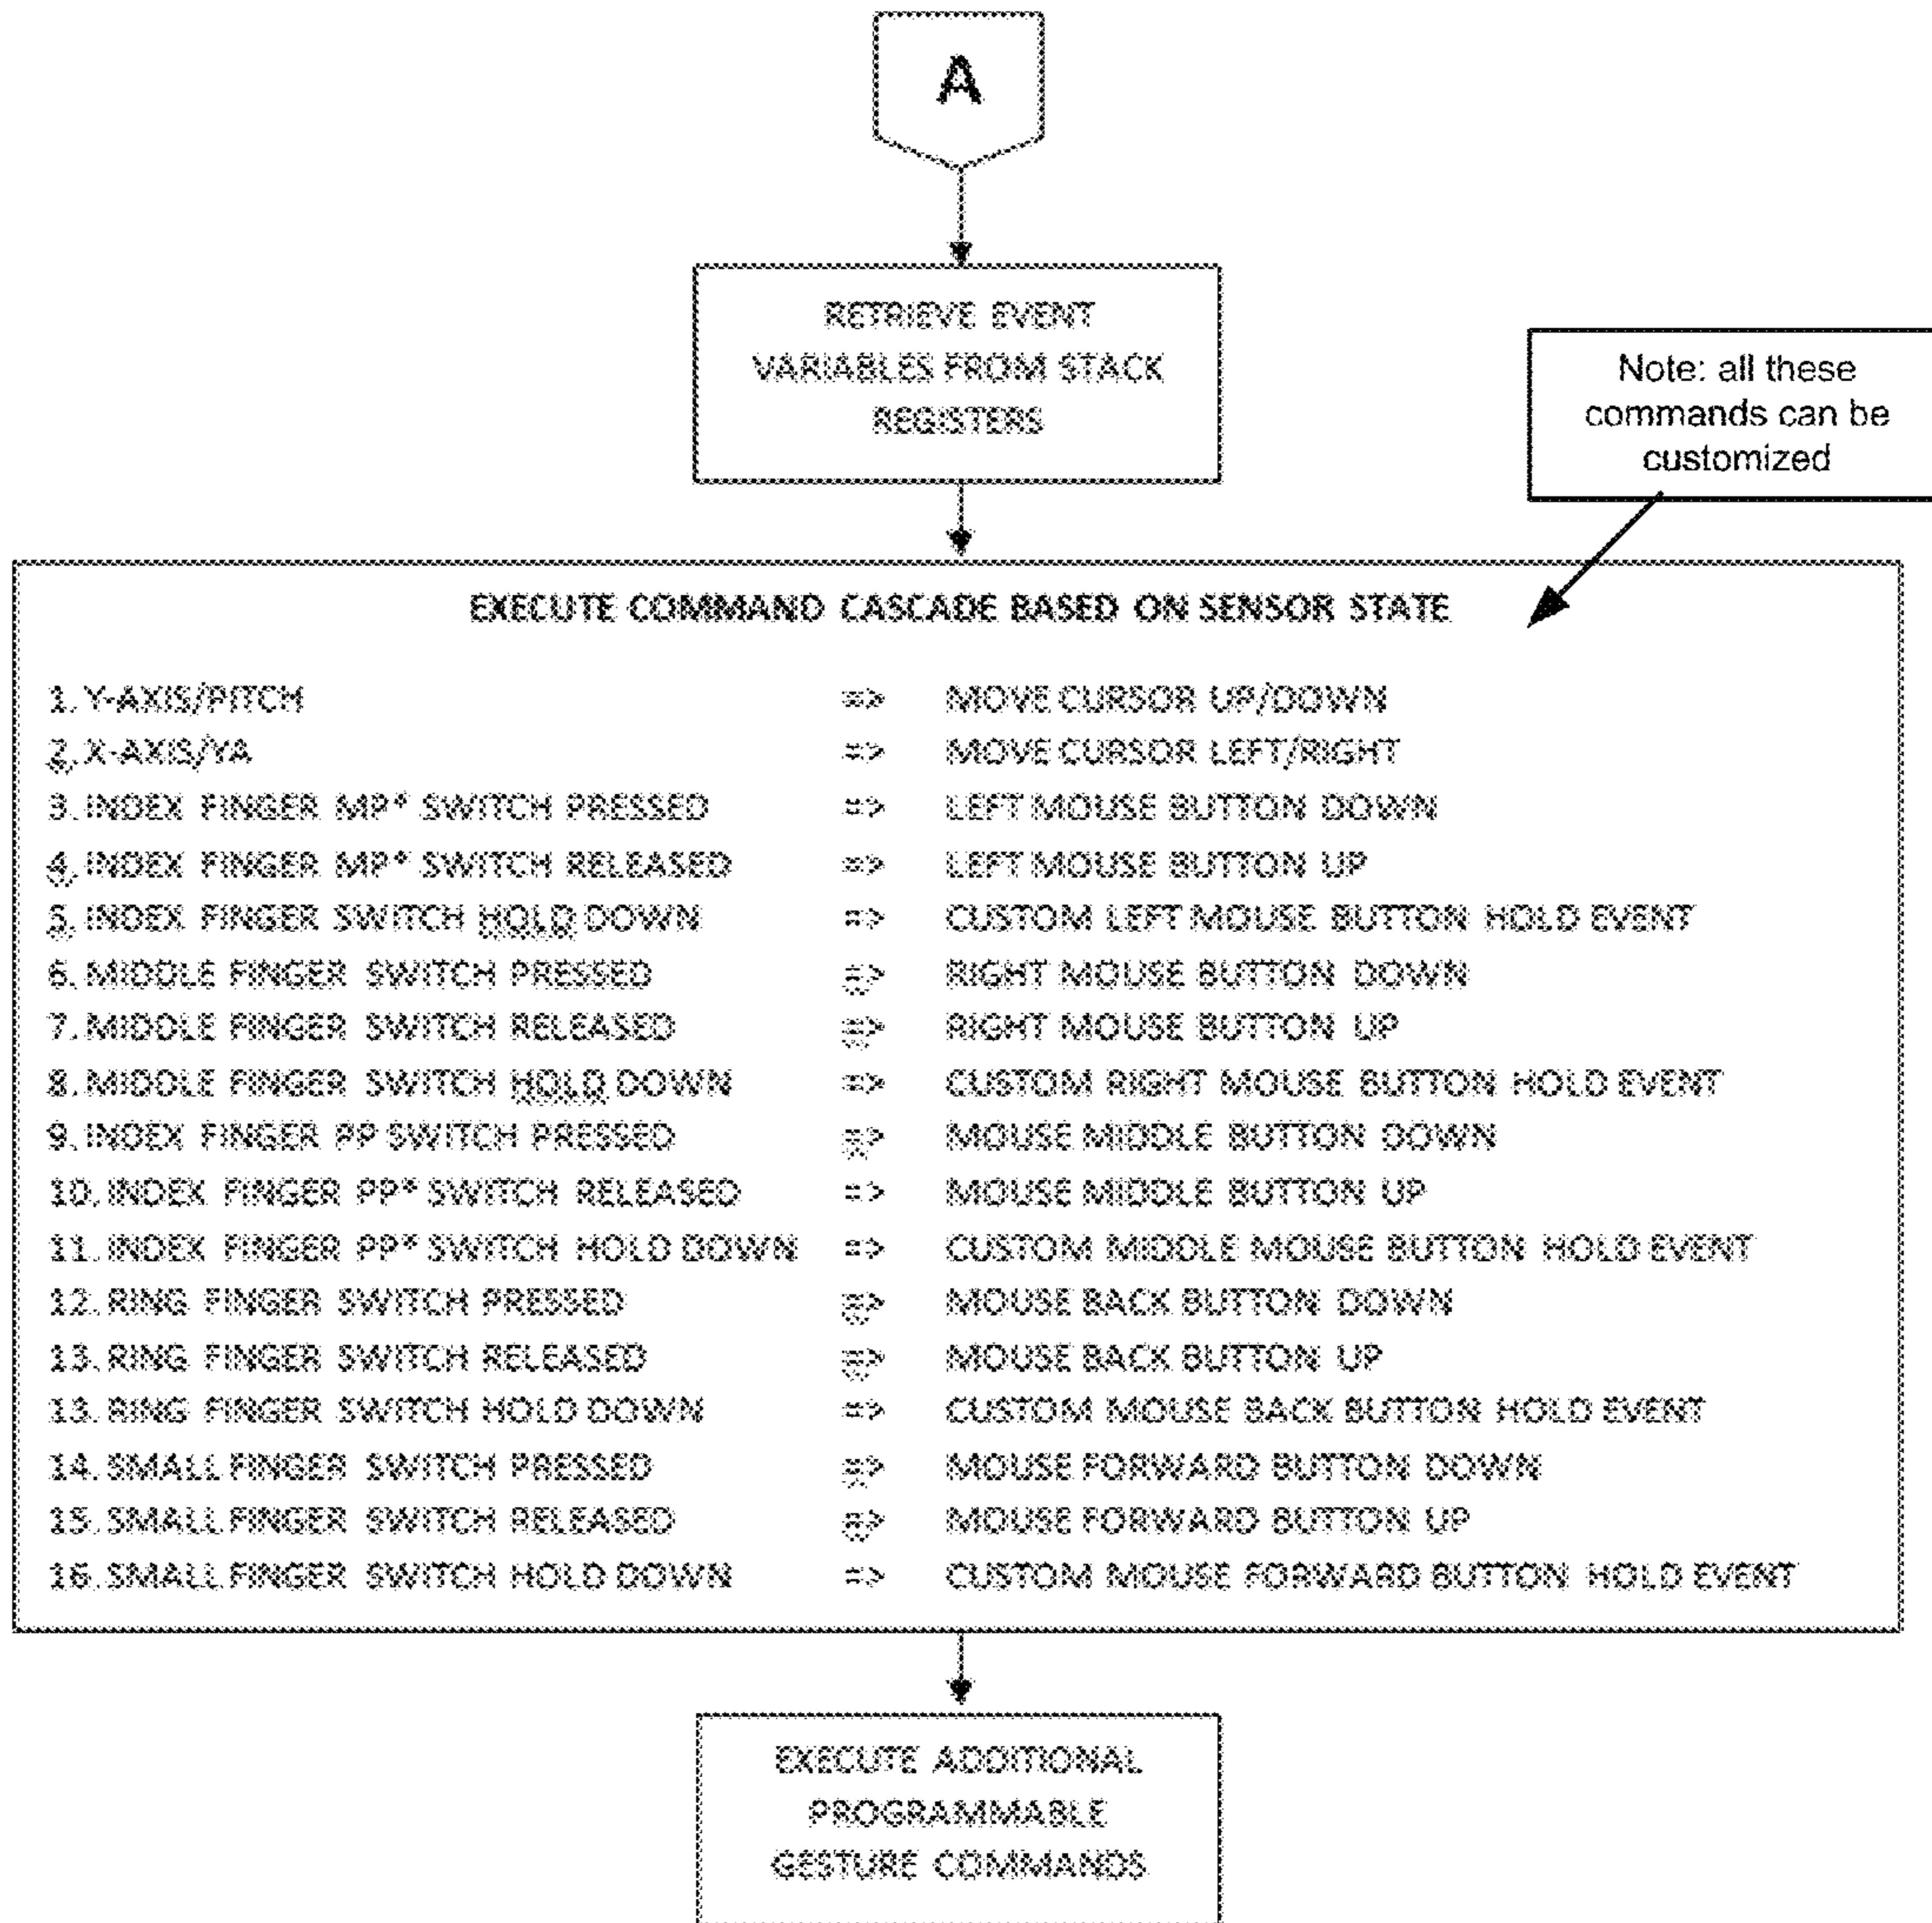 A
RETRIEVE EVENT
VARIABLES FROM STACK
REGISTERS
Note: all these
commands can be
customized
EXECUTE COMMAND CASCADE BASED ON SENSOR STATE
1. Y-AXIS/PITCH => MOVE CURSOR UP/DOWN
2. X-AXIS/YA => MOVE CURSOR LEFT/RIGHT
3. INDEX FINGER MP* SWITCH PRESSED => LEFT MOUSE BUTTON DOWN
4. INDEX FINGER MP* SWITCH RELEASED => LEFT MOUSE BUTTON UP
5. INDEX FINGER SWITCH HOLD DOWN => CUSTOM LEFT MOUSE BUTTON HOLD EVENT
6. MIDDLE FINGER SWITCH PRESSED => RIGHT MOUSE BUTTON DOWN
7. MIDDLE FINGER SWITCH RELEASED => RIGHT MOUSE BUTTON UP
8. MIDDLE FINGER SWITCH HOLD DOWN => CUSTOM RIGHT MOUSE BUTTON HOLD EVENT
9. INDEX FINGER PP SWITCH PRESSED => MOUSE MIDDLE BUTTON DOWN
10. INDEX FINGER PP* SWITCH RELEASED => MOUSE MIDDLE BUTTON UP
11. INDEX FINGER PP* SWITCH HOLD DOWN => CUSTOM MIDDLE MOUSE BUTTON HOLD EVENT
12. RING FINGER SWITCH PRESSED => MOUSE BACK BUTTON DOWN
13. RING FINGER SWITCH RELEASED => MOUSE BACK BUTTON UP
13. RING FINGER SWITCH HOLD DOWN => CUSTOM MOUSE BACK BUTTON HOLD EVENT
14. SMALL FINGER SWITCH PRESSED => MOUSE FORWARD BUTTON DOWN
15. SMALL FINGER SWITCH RELEASED => MOUSE FORWARD BUTTON UP
16. SMALL FINGER SWITCH HOLD DOWN => CUSTOM MOUSE FORWARD BUTTON HOLD EVENT
EXECUTE ADDITIONAL
PROGRAMMABLE
GESTURE COMMANDS